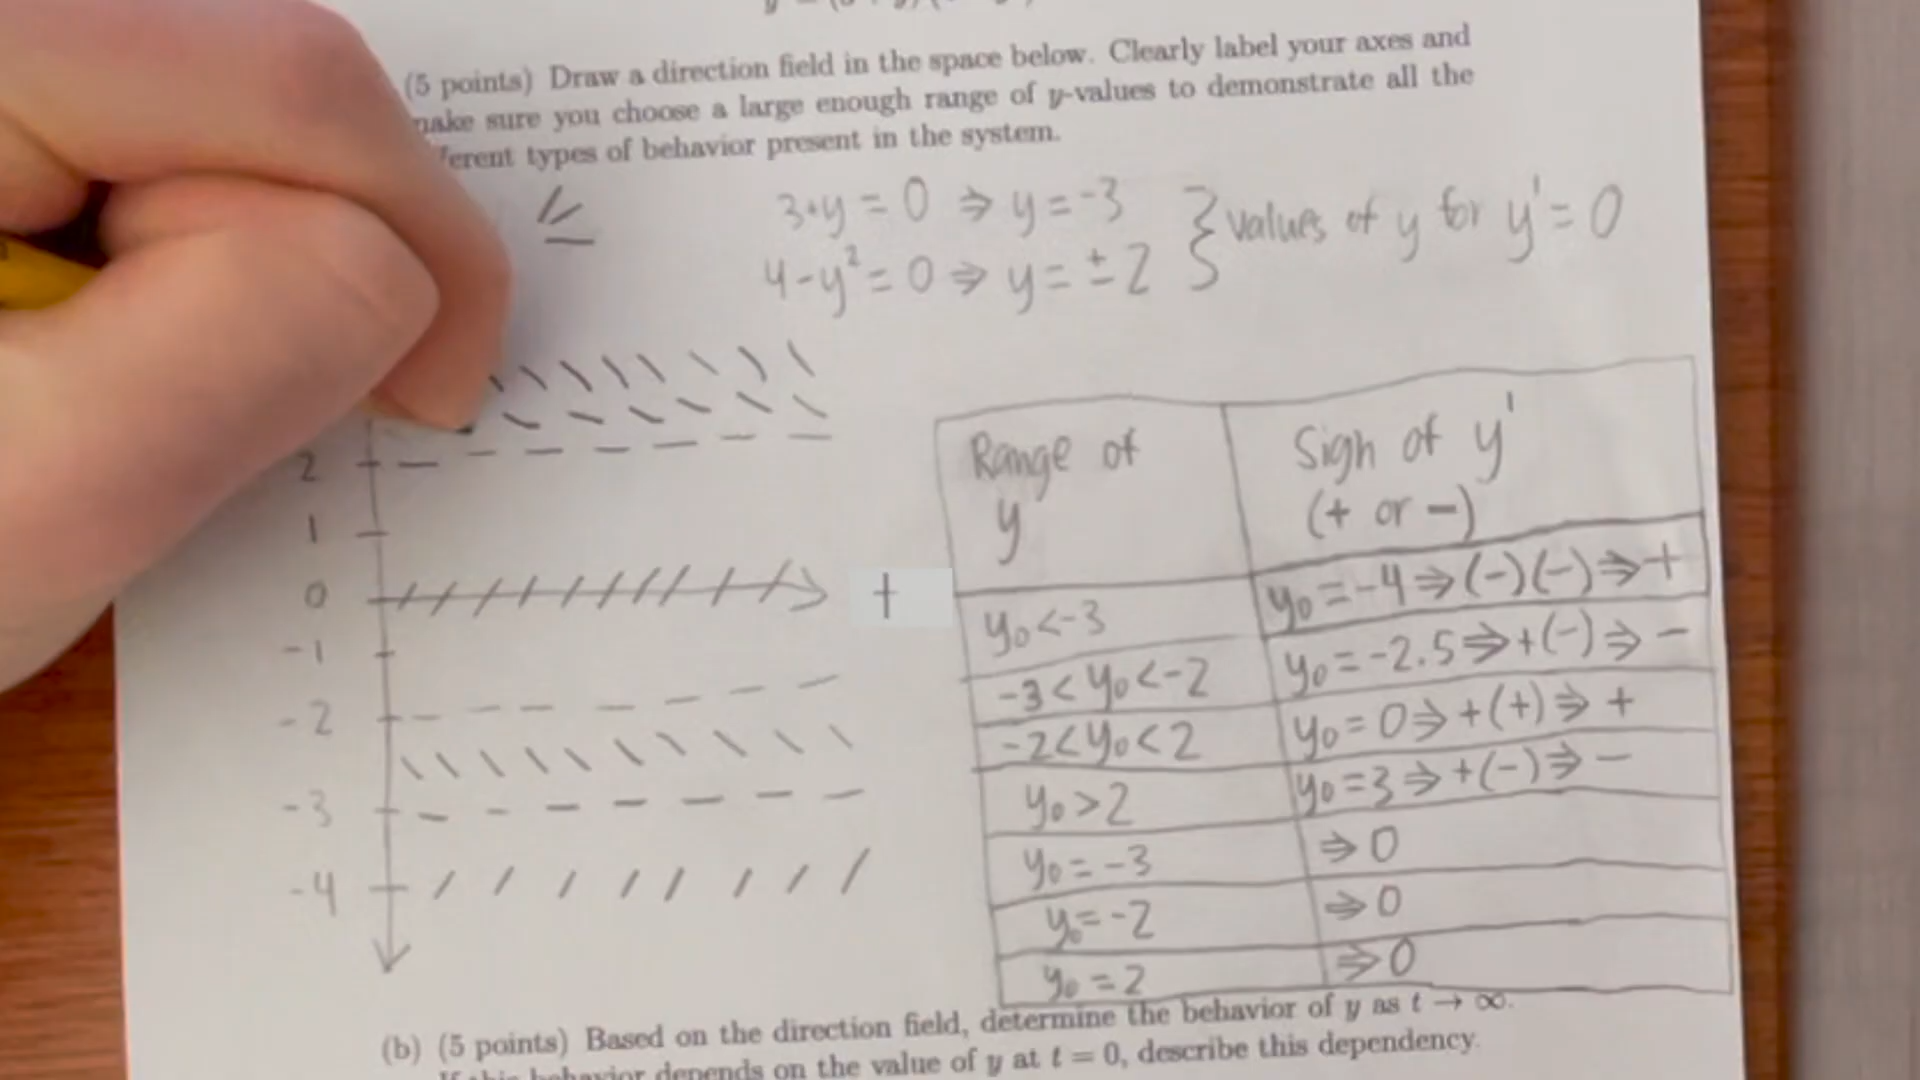 (5 points) Draw a direction field in the space below. Clearly label your axes and
make sure you choose a large enough range of y-values to demonstrate all the
ferent types of behavior present in the system.
3+y = 0 ⇒ y = -3
4-y² = 0 ⇒ y = ±2
} values of y for y' = 0
2
1
0
-1
-2
-3
-4
+
Range of y
Sign of y' (+ or -)
y₀ < -3
y₀ = -4 ⇒ (-)(-) ⇒ +
-3 < y₀ < -2
y₀ = -2.5 ⇒ +(-) ⇒ -
-2 < y₀ < 2
y₀ = 0 ⇒ +(+) ⇒ +
y₀ > 2
y₀ = 3 ⇒ +(-) ⇒ -
y₀ = -3
⇒ 0
y₀ = -2
⇒ 0
y₀ = 2
⇒ 0
(b) (5 points) Based on the direction field, determine the behavior of y as t → ∞.
If this behavior depends on the value of y at t = 0, describe this dependency.